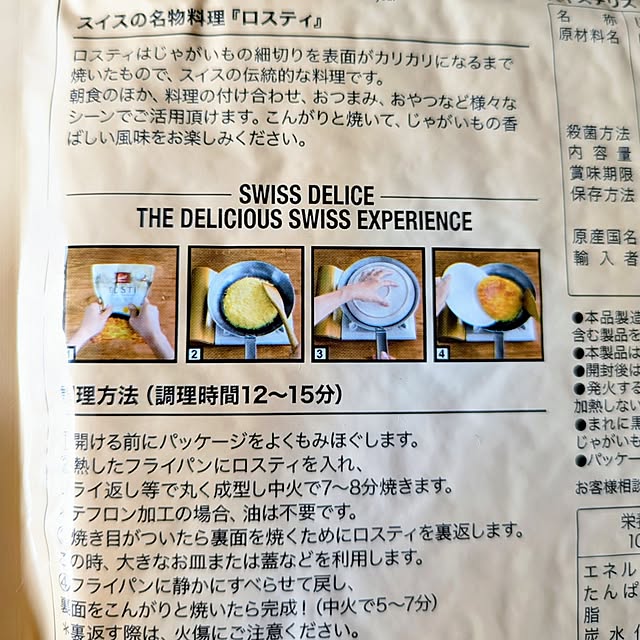 スイスの名物料理『ロスティ』
ロスティはじゃがいもの細切りを表面がカリカリになるまで
焼いたもので、スイスの伝統的な料理です。
朝食のほか、料理の付け合わせ、おつまみ、おやつなど様々な
シーンでご活用頂けます。こんがりと焼いて、じゃがいもの香
ばしい風味をお楽しみください。
SWISS DELICE
THE DELICIOUS SWISS EXPERIENCE
2
3
4
理方法（調理時間12〜15分）
開ける前にパッケージをよくもみほぐします。
熱したフライパンにロスティを入れ、
ライ返し等で丸く成型し中火で7〜8分焼きます。
テフロン加工の場合、油は不要です。
焼き目がついたら裏面を焼くためにロスティを裏返します。
の時、大きなお皿または蓋などを利用します。
④フライパンに静かにすべらせて戻し、
裏面をこんがりと焼いたら完成！（中火で5〜7分）
*裏返す際は、火傷にご注意ください。
名称
原材料名
殺菌方法
内容量
賞味期限
保存方法
原産国名
輸入者
●本品製造
含む製品を
●本製品は
●開封後は
●発火する
加熱しない
●まれに黒
じゃがいも
●パッケー
お客様相談
栄養
10
エネル
たんぱ
脂
炭水